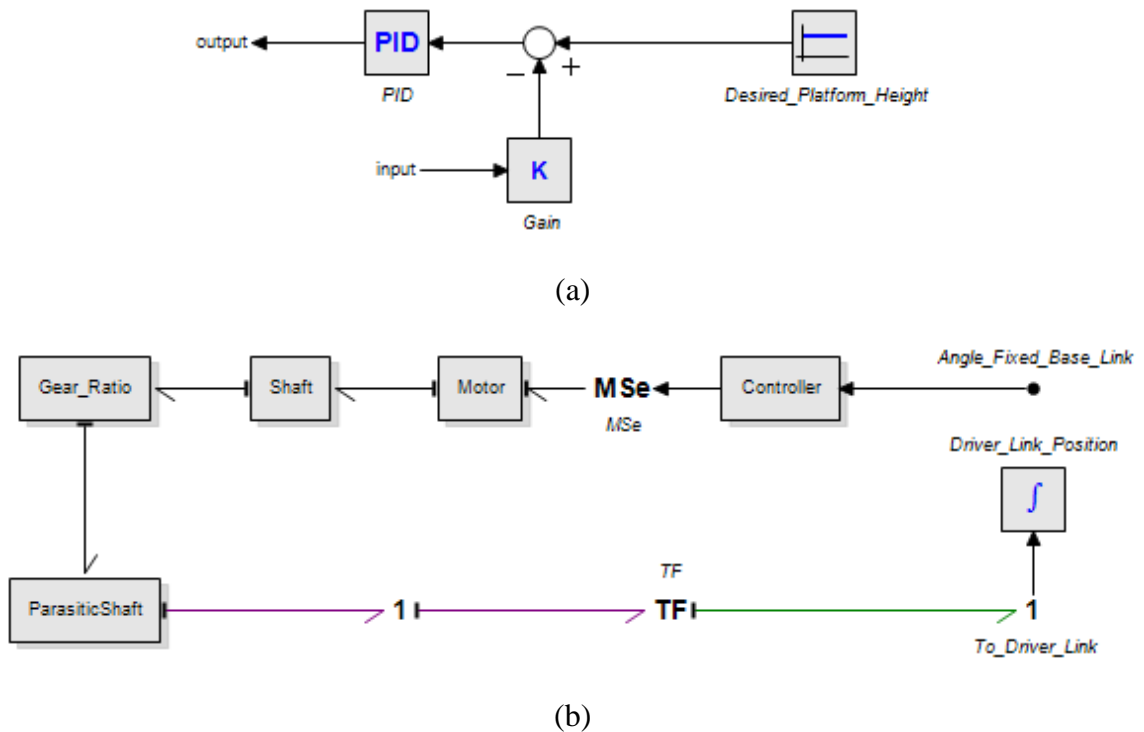 output
PID
− +
PID
Desired_Platform_Height
input
K
Gain
(a)
Gear_Ratio
Shaft
Motor
MSe
Controller
Angle_Fixed_Base_Link
MSe
Driver_Link_Position
∫
ParasiticShaft
1
TF
TF
1
To_Driver_Link
(b)